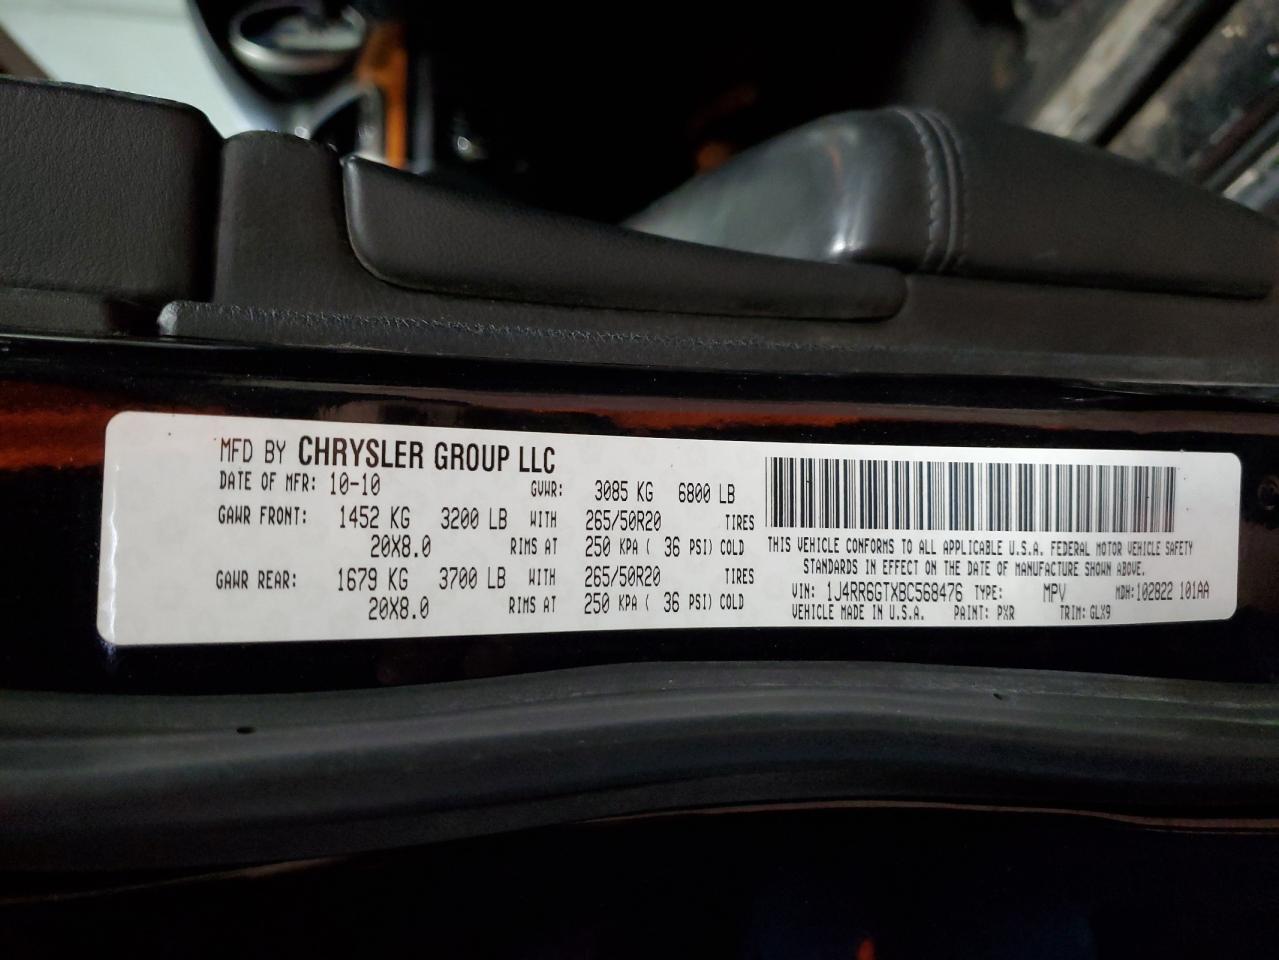 MFD BY CHRYSLER GROUP LLC
DATE OF MFR: 10-10 GVWR: 3085 KG 6800 LB
GAWR FRONT: 1452 KG 3200 LB WITH 265/50R20 TIRES
20X8.0 RIMS AT 250 KPA ( 36 PSI) COLD
GAWR REAR: 1679 KG 3700 LB WITH 265/50R20 TIRES
20X8.0 RIMS AT 250 KPA ( 36 PSI) COLD
THIS VEHICLE CONFORMS TO ALL APPLICABLE U.S.A. FEDERAL MOTOR VEHICLE SAFETY
STANDARDS IN EFFECT ON THE DATE OF MANUFACTURE SHOWN ABOVE.
VIN: 1J4RR6GTXBC568476 TYPE: MPV MDH:102822 101AA
VEHICLE MADE IN U.S.A. PAINT: PXR TRIM: GLX9